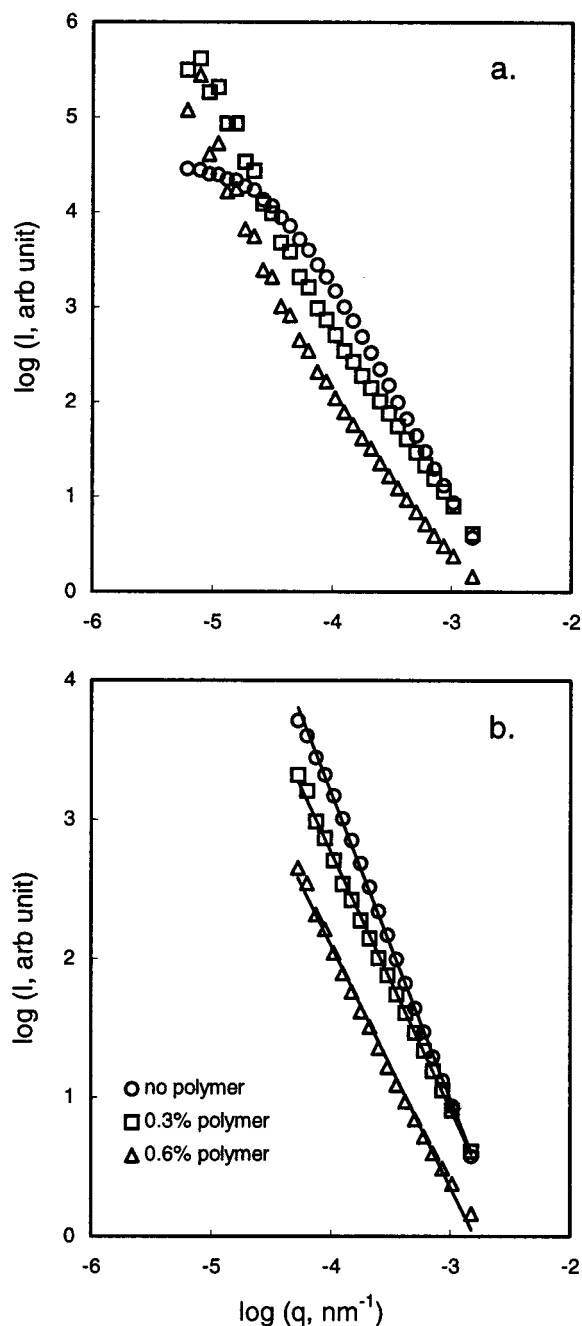 6
a.
5
4
3
2
1
0
log (I, arb unit)
-6 -5 -4 -3 -2
4
b.
3
2
1
0
log (I, arb unit)
no polymer
0.3% polymer
0.6% polymer
-6 -5 -4 -3 -2
log (q, nm⁻¹)